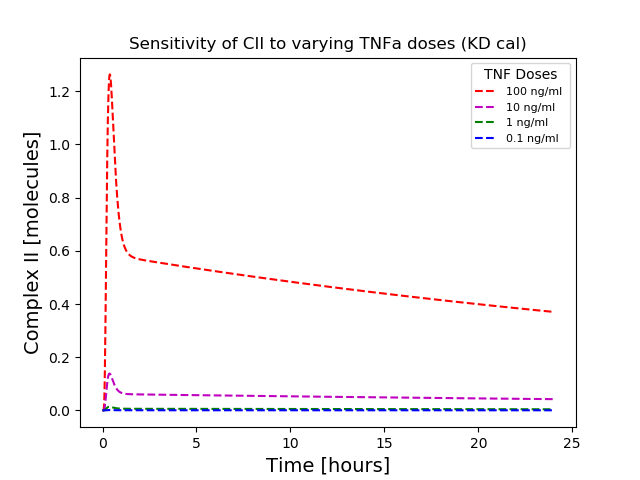 Sensitivity of CII to varying TNFa doses (KD cal)
TNF Doses
100 ng/ml
10 ng/ml
1 ng/ml
0.1 ng/ml
Complex II [molecules]
1.2
1.0
0.8
0.6
0.4
0.2
0.0
0 5 10 15 20 25
Time [hours]